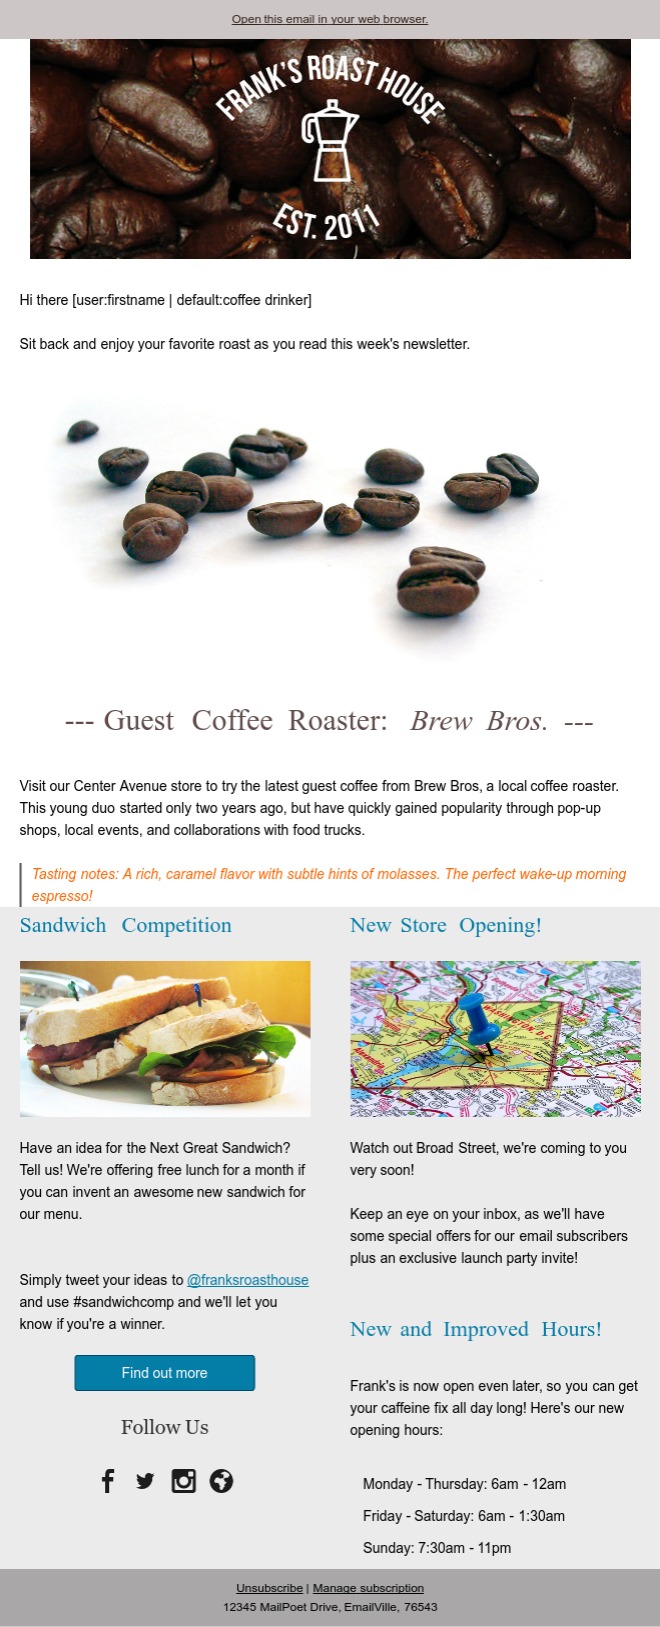 Open this email in your web browser.
FRANK'S ROAST HOUSE
EST. 2011
Hi there [user:firstname | default:coffee drinker]
Sit back and enjoy your favorite roast as you read this week's newsletter.
--- Guest Coffee Roaster: Brew Bros. ---
Visit our Center Avenue store to try the latest guest coffee from Brew Bros, a local coffee roaster.
This young duo started only two years ago, but have quickly gained popularity through pop-up
shops, local events, and collaborations with food trucks.
Tasting notes: A rich, caramel flavor with subtle hints of molasses. The perfect wake-up morning
espresso!
Sandwich Competition
Have an idea for the Next Great Sandwich?
Tell us! We're offering free lunch for a month if
you can invent an awesome new sandwich for
our menu.
Simply tweet your ideas to @franksroasthouse
and use #sandwichcomp and we'll let you
know if you're a winner.
Find out more
Follow Us
New Store Opening!
Watch out Broad Street, we're coming to you
very soon!
Keep an eye on your inbox, as we'll have
some special offers for our email subscribers
plus an exclusive launch party invite!
New and Improved Hours!
Frank's is now open even later, so you can get
your caffeine fix all day long! Here's our new
opening hours:
Monday - Thursday: 6am - 12am
Friday - Saturday: 6am - 1:30am
Sunday: 7:30am - 11pm
Unsubscribe | Manage subscription
12345 MailPoet Drive, EmailVille, 76543